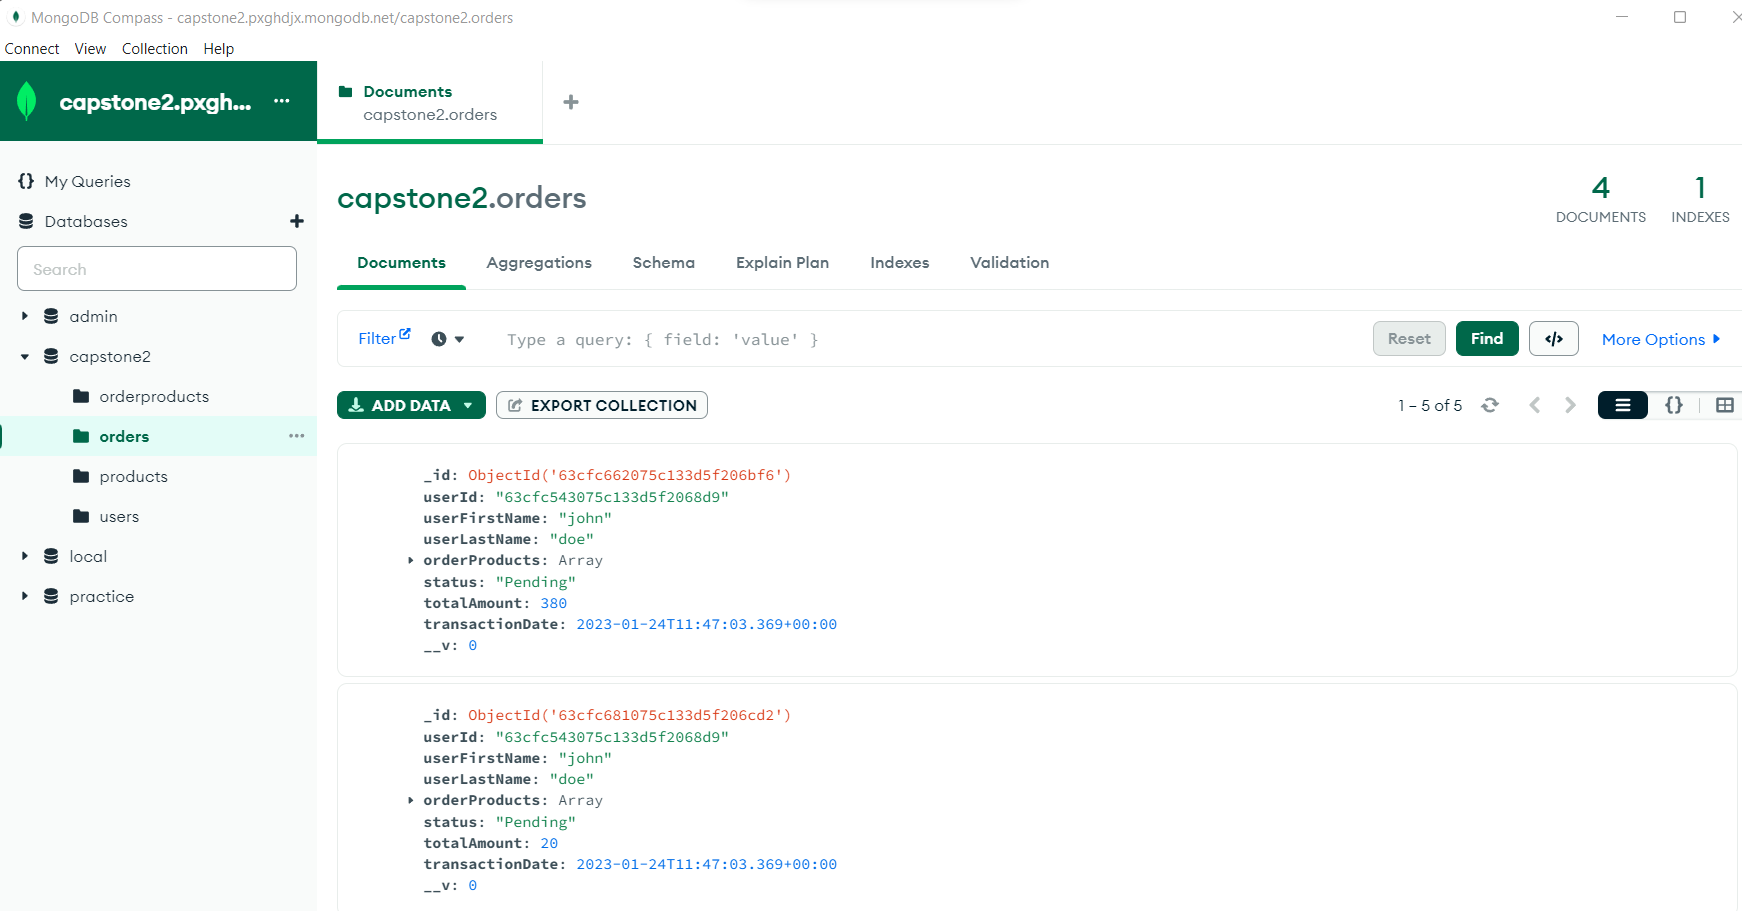 MongoDB Compass - capstone2.pxghdjx.mongodb.net/capstone2.orders
Connect View Collection Help
capstone2.pxgh...
Documents
capstone2.orders
My Queries
Databases
Search
admin
capstone2
orderproducts
orders
products
users
local
practice
capstone2.orders
4
DOCUMENTS
1
INDEXES
Documents Aggregations Schema Explain Plan Indexes Validation
Filter Type a query: { field: 'value' } Reset Find </> More Options
ADD DATA EXPORT COLLECTION 1 – 5 of 5 {}
_id: ObjectId('63cfc662075c133d5f206bf6')
userId: "63cfc543075c133d5f2068d9"
userFirstName: "john"
userLastName: "doe"
orderProducts: Array
status: "Pending"
totalAmount: 380
transactionDate: 2023-01-24T11:47:03.369+00:00
__v: 0
_id: ObjectId('63cfc681075c133d5f206cd2')
userId: "63cfc543075c133d5f2068d9"
userFirstName: "john"
userLastName: "doe"
orderProducts: Array
status: "Pending"
totalAmount: 20
transactionDate: 2023-01-24T11:47:03.369+00:00
__v: 0